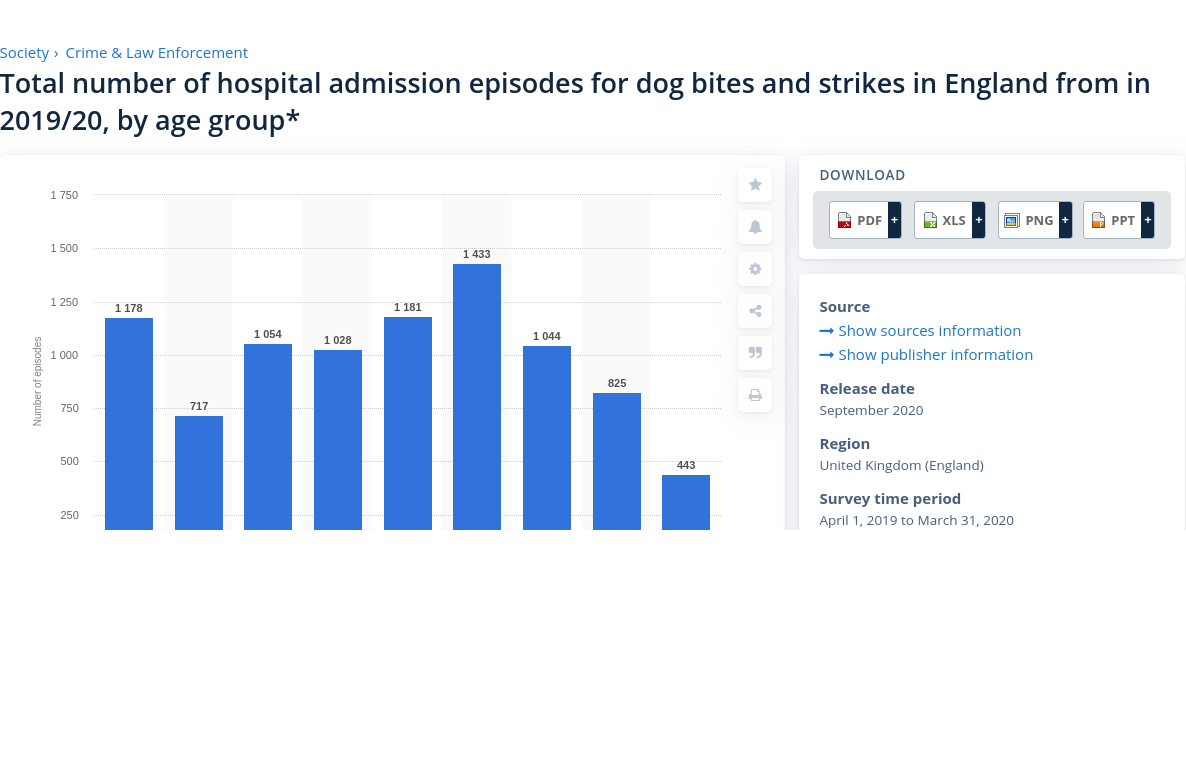 Society › Crime & Law Enforcement
Total number of hospital admission episodes for dog bites and strikes in England from in
2019/20, by age group*
1 750
1 500
1 250
1 000
750
500
250
Number of episodes
1 178
717
1 054
1 028
1 181
1 433
1 044
825
443
DOWNLOAD
PDF + XLS + PNG + PPT +
Source
Show sources information
Show publisher information
Release date
September 2020
Region
United Kingdom (England)
Survey time period
April 1, 2019 to March 31, 2020